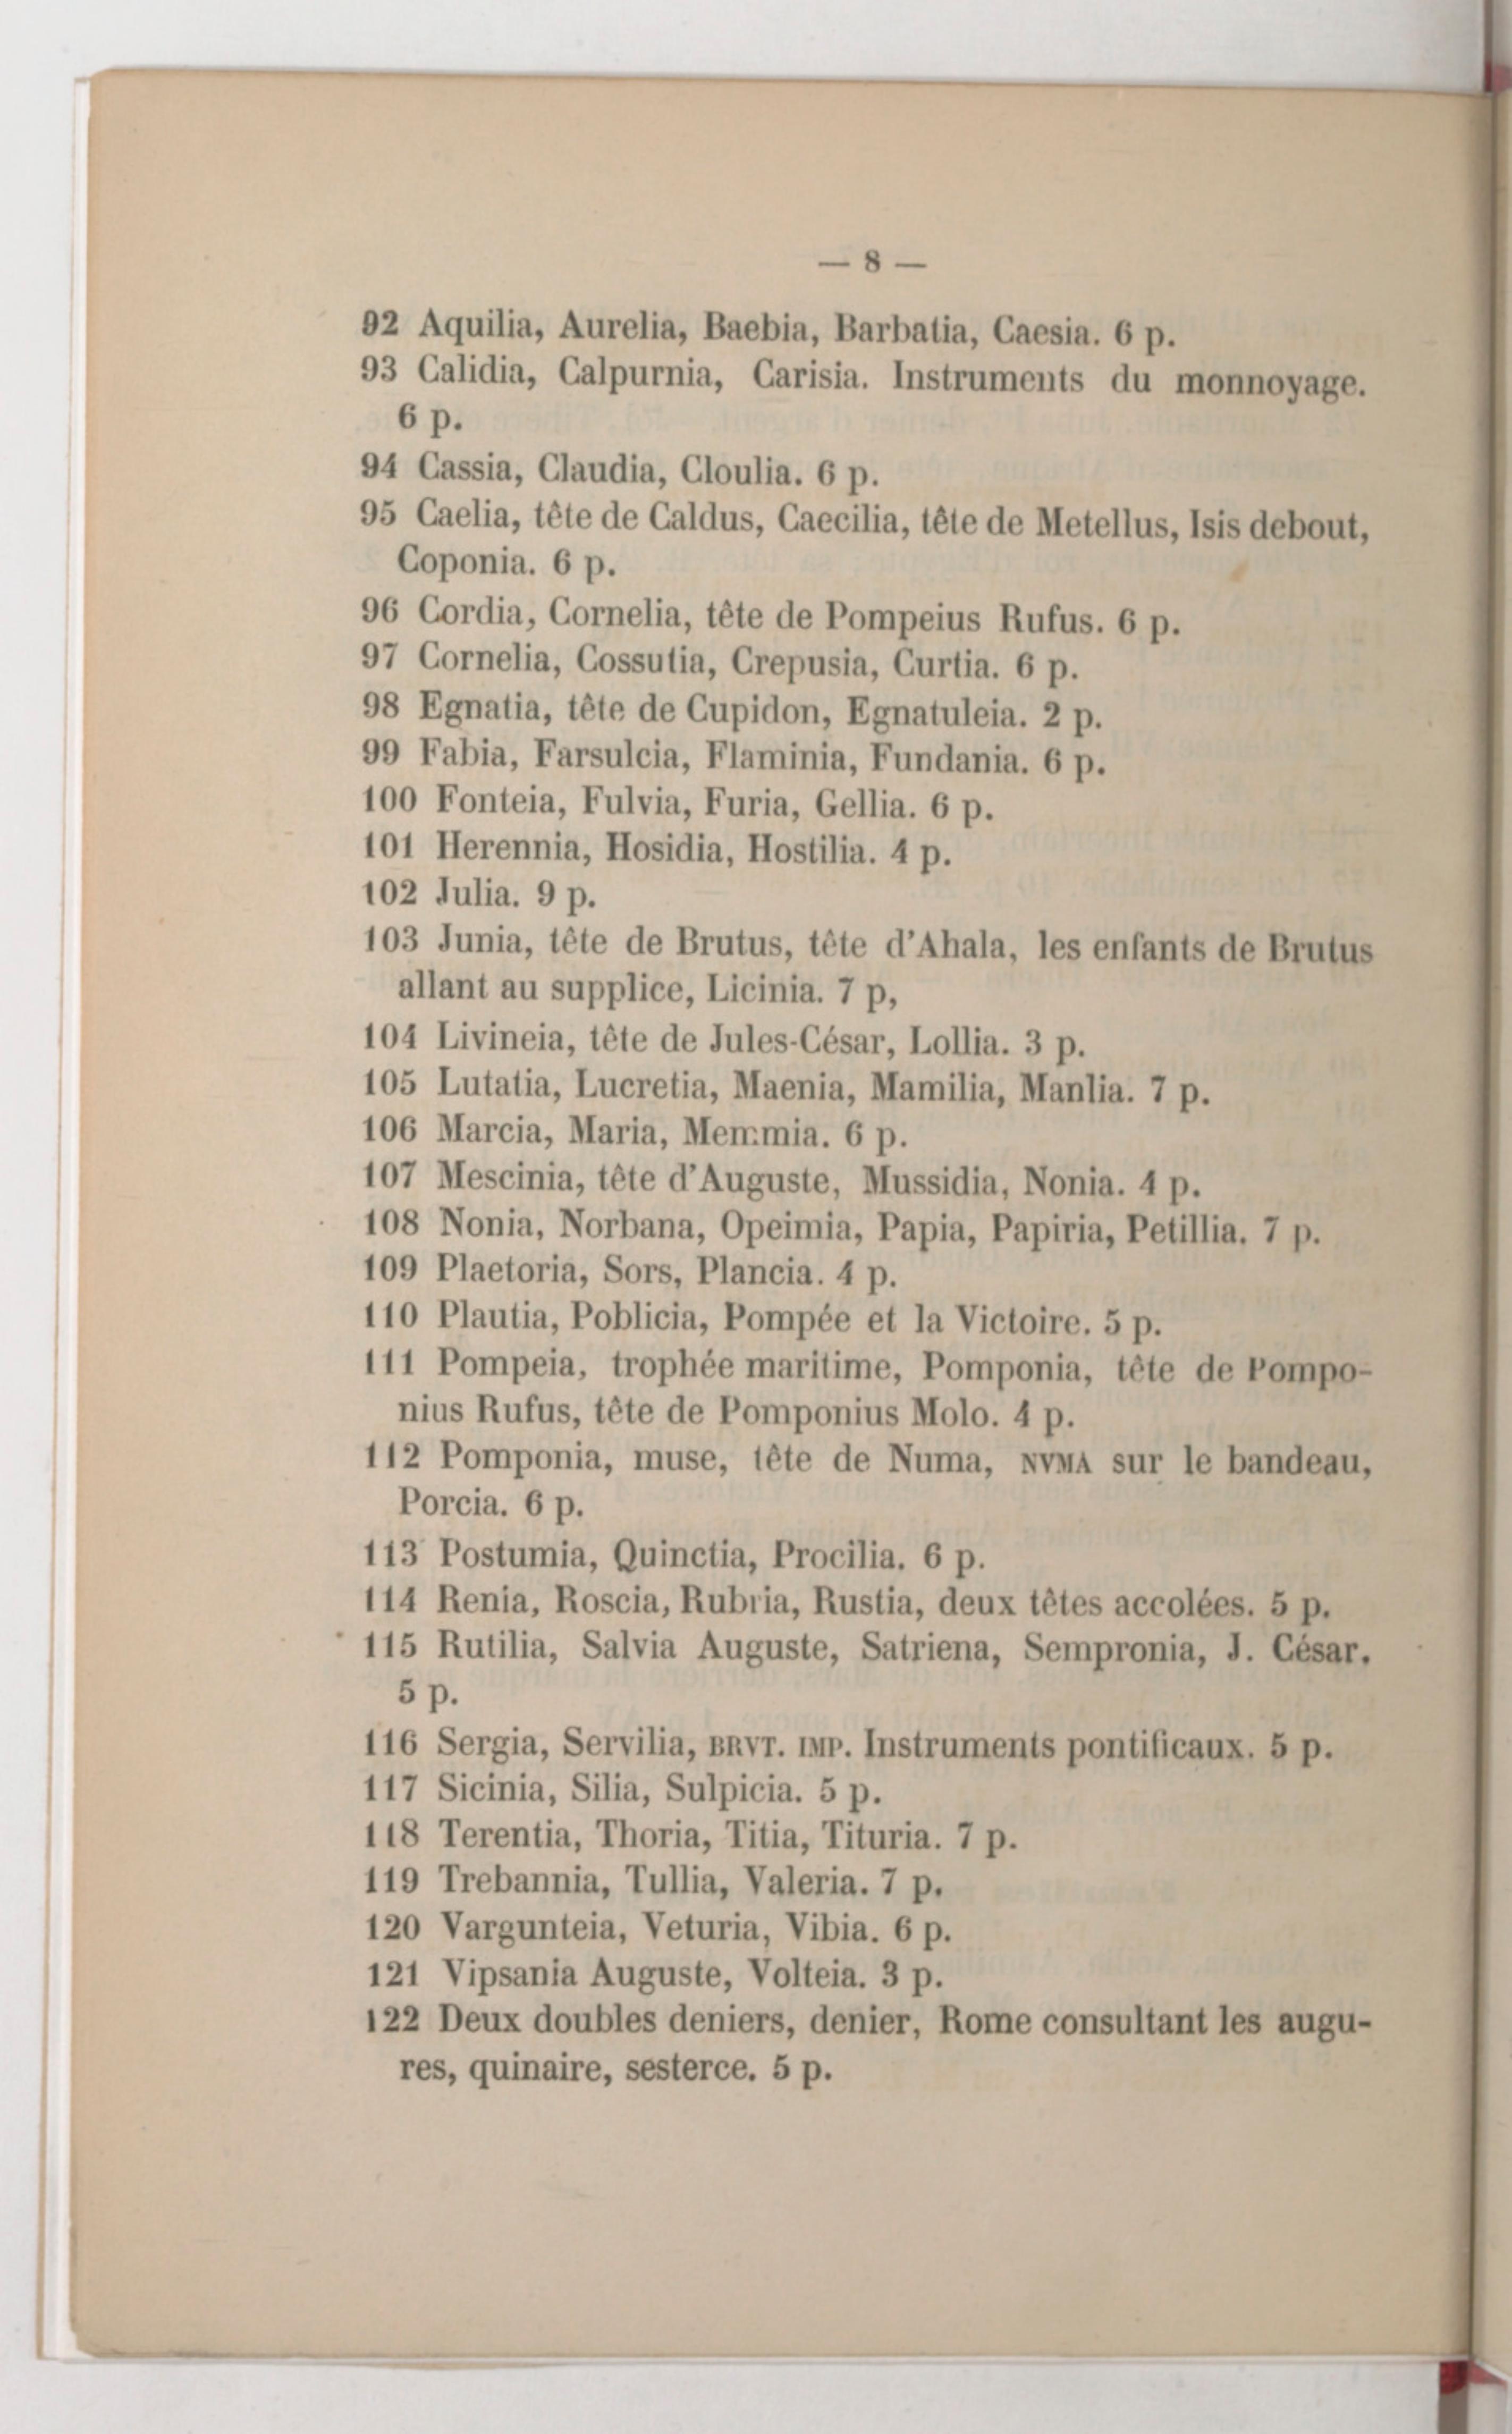 — 8 —
92 Aquilia, Aurelia, Baebia, Barbatia, Caesia. 6 p.
93 Calidia, Calpurnia, Carisia. Instruments du monnoyage.
6 p.
94 Cassia, Claudia, Cloulia. 6 p.
95 Caelia, tête de Caldus, Caecilia, tête de Metellus, Isis debout,
Coponia. 6 p.
96 Cordia, Cornelia, tête de Pompeius Rufus. 6 p.
97 Cornelia, Cossutia, Crepusia, Curtia. 6 p.
98 Egnatia, tête de Cupidon, Egnatuleia. 2 p.
99 Fabia, Farsulcia, Flaminia, Fundania. 6 p.
100 Fonteia, Fulvia, Furia, Gellia. 6 p.
101 Herennia, Hosidia, Hostilia. 4 p.
102 Julia. 9 p.
103 Junia, tête de Brutus, tête d'Ahala, les enfants de Brutus
allant au supplice, Licinia. 7 p,
104 Livineia, tête de Jules-César, Lollia. 3 p.
105 Lutatia, Lucretia, Maenia, Mamilia, Manlia. 7 p.
106 Marcia, Maria, Memmia. 6 p.
107 Mescinia, tête d'Auguste, Mussidia, Nonia. 4 p.
108 Nonia, Norbana, Opeimia, Papia, Papiria, Petillia. 7 p.
109 Plaetoria, Sors, Plancia. 4 p.
110 Plautia, Poblicia, Pompée et la Victoire. 5 p.
111 Pompeia, trophée maritime, Pomponia, tête de Pompo-
nius Rufus, tête de Pomponius Molo. 4 p.
112 Pomponia, muse, tête de Numa, NVMA sur le bandeau,
Porcia. 6 p.
113 Postumia, Quinctia, Procilia. 6 p.
114 Renia, Roscia, Rubria, Rustia, deux têtes accolées. 5 p.
115 Rutilia, Salvia Auguste, Satriena, Sempronia, J. César.
5 p.
116 Sergia, Servilia, BRVT. IMP. Instruments pontificaux. 5 p.
117 Sicinia, Silia, Sulpicia. 5 p.
118 Terentia, Thoria, Titia, Tituria. 7 p.
119 Trebannia, Tullia, Valeria. 7 p.
120 Vargunteia, Veturia, Vibia. 6 p.
121 Vipsania Auguste, Volteia. 3 p.
122 Deux doubles deniers, denier, Rome consultant les augu-
res, quinaire, sesterce. 5 p.